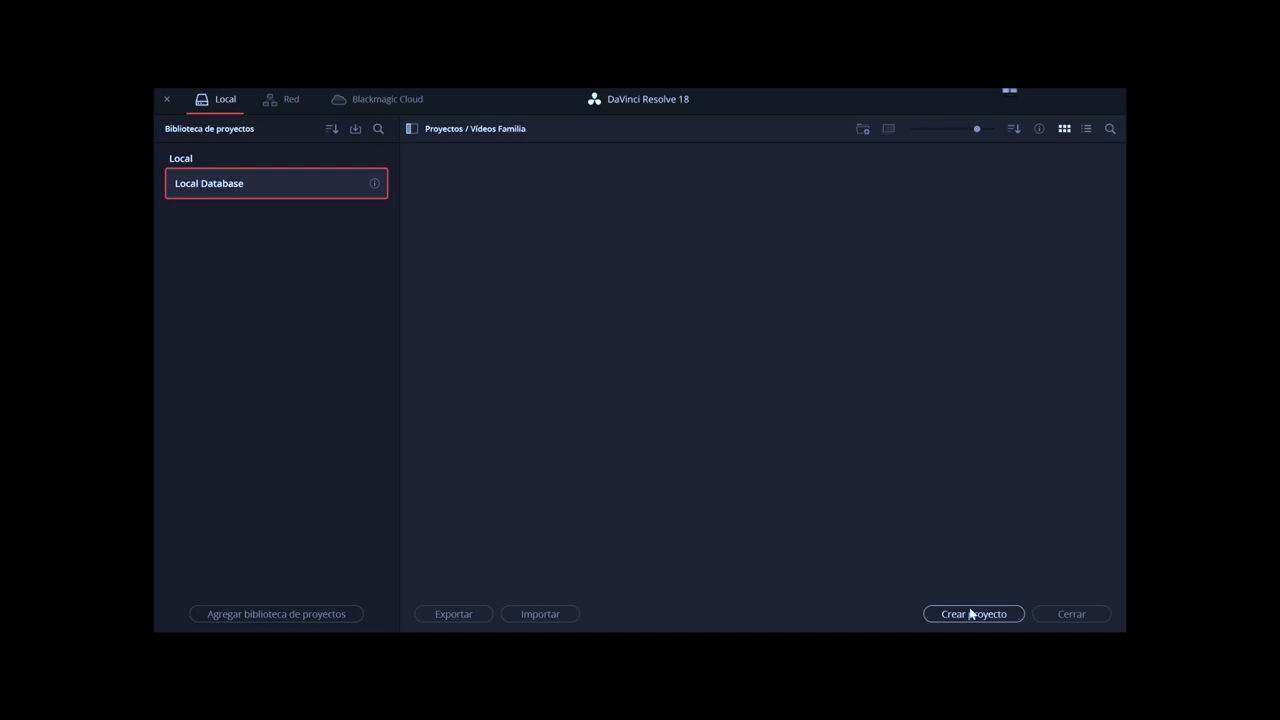 Local
Red
Blackmagic Cloud
DaVinci Resolve 18
Biblioteca de proyectos
Proyectos / Vídeos Familia
Local
Local Database
Agregar biblioteca de proyectos
Exportar
Importar
Crear proyecto
Cerrar